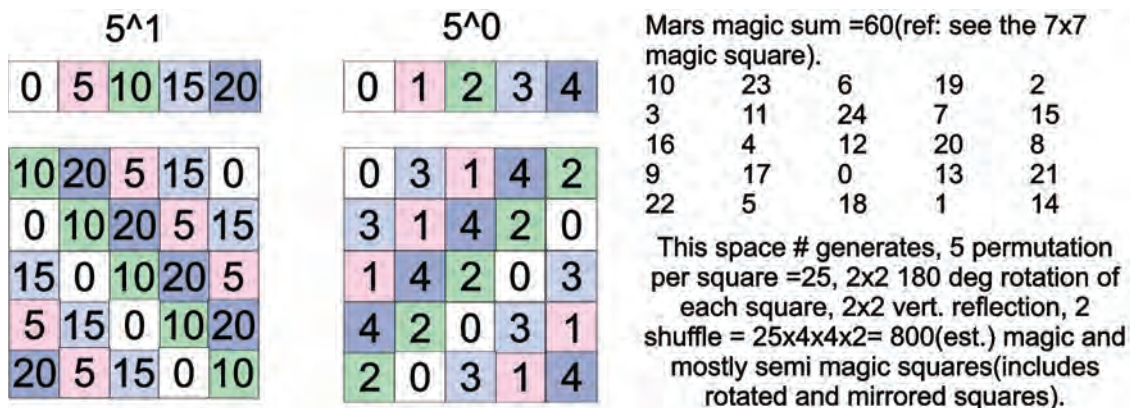 5^1
0 5 10 15 20
10 20 5 15 0
0 10 20 5 15
15 0 10 20 5
5 15 0 10 20
20 5 15 0 10
5^0
0 1 2 3 4
0 3 1 4 2
3 1 4 2 0
1 4 2 0 3
4 2 0 3 1
2 0 3 1 4
Mars magic sum =60(ref: see the 7x7
magic square).
10 23 6 19 2
3 11 24 7 15
16 4 12 20 8
9 17 0 13 21
22 5 18 1 14
This space # generates, 5 permutation
per square =25, 2x2 180 deg rotation of
each square, 2x2 vert. reflection, 2
shuffle = 25x4x4x2= 800(est.) magic and
mostly semi magic squares(includes
rotated and mirrored squares).